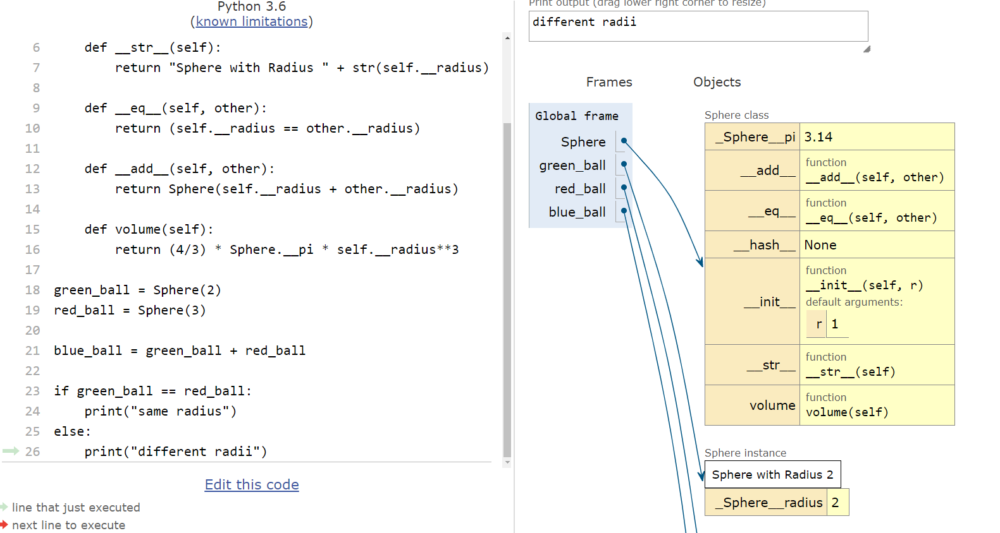 Python 3.6
(known limitations)
6 def __str__(self):
7 return "Sphere with Radius " + str(self.__radius)
8
9 def __eq__(self, other):
10 return (self.__radius == other.__radius)
11
12 def __add__(self, other):
13 return Sphere(self.__radius + other.__radius)
14
15 def volume(self):
16 return (4/3) * Sphere.__pi * self.__radius**3
17
18 green_ball = Sphere(2)
19 red_ball = Sphere(3)
20
21 blue_ball = green_ball + red_ball
22
23 if green_ball == red_ball:
24 print("same radius")
25 else:
26 print("different radii")
Edit this code
line that just executed
next line to execute
Print output (drag lower right corner to resize)
different radii
Frames Objects
Global frame
Sphere
green_ball
red_ball
blue_ball
Sphere class
_Sphere__pi 3.14
__add__ function
__add__(self, other)
__eq__ function
__eq__(self, other)
__hash__ None
__init__ function
__init__(self, r)
default arguments:
r 1
__str__ function
__str__(self)
volume function
volume(self)
Sphere instance
Sphere with Radius 2
_Sphere__radius 2